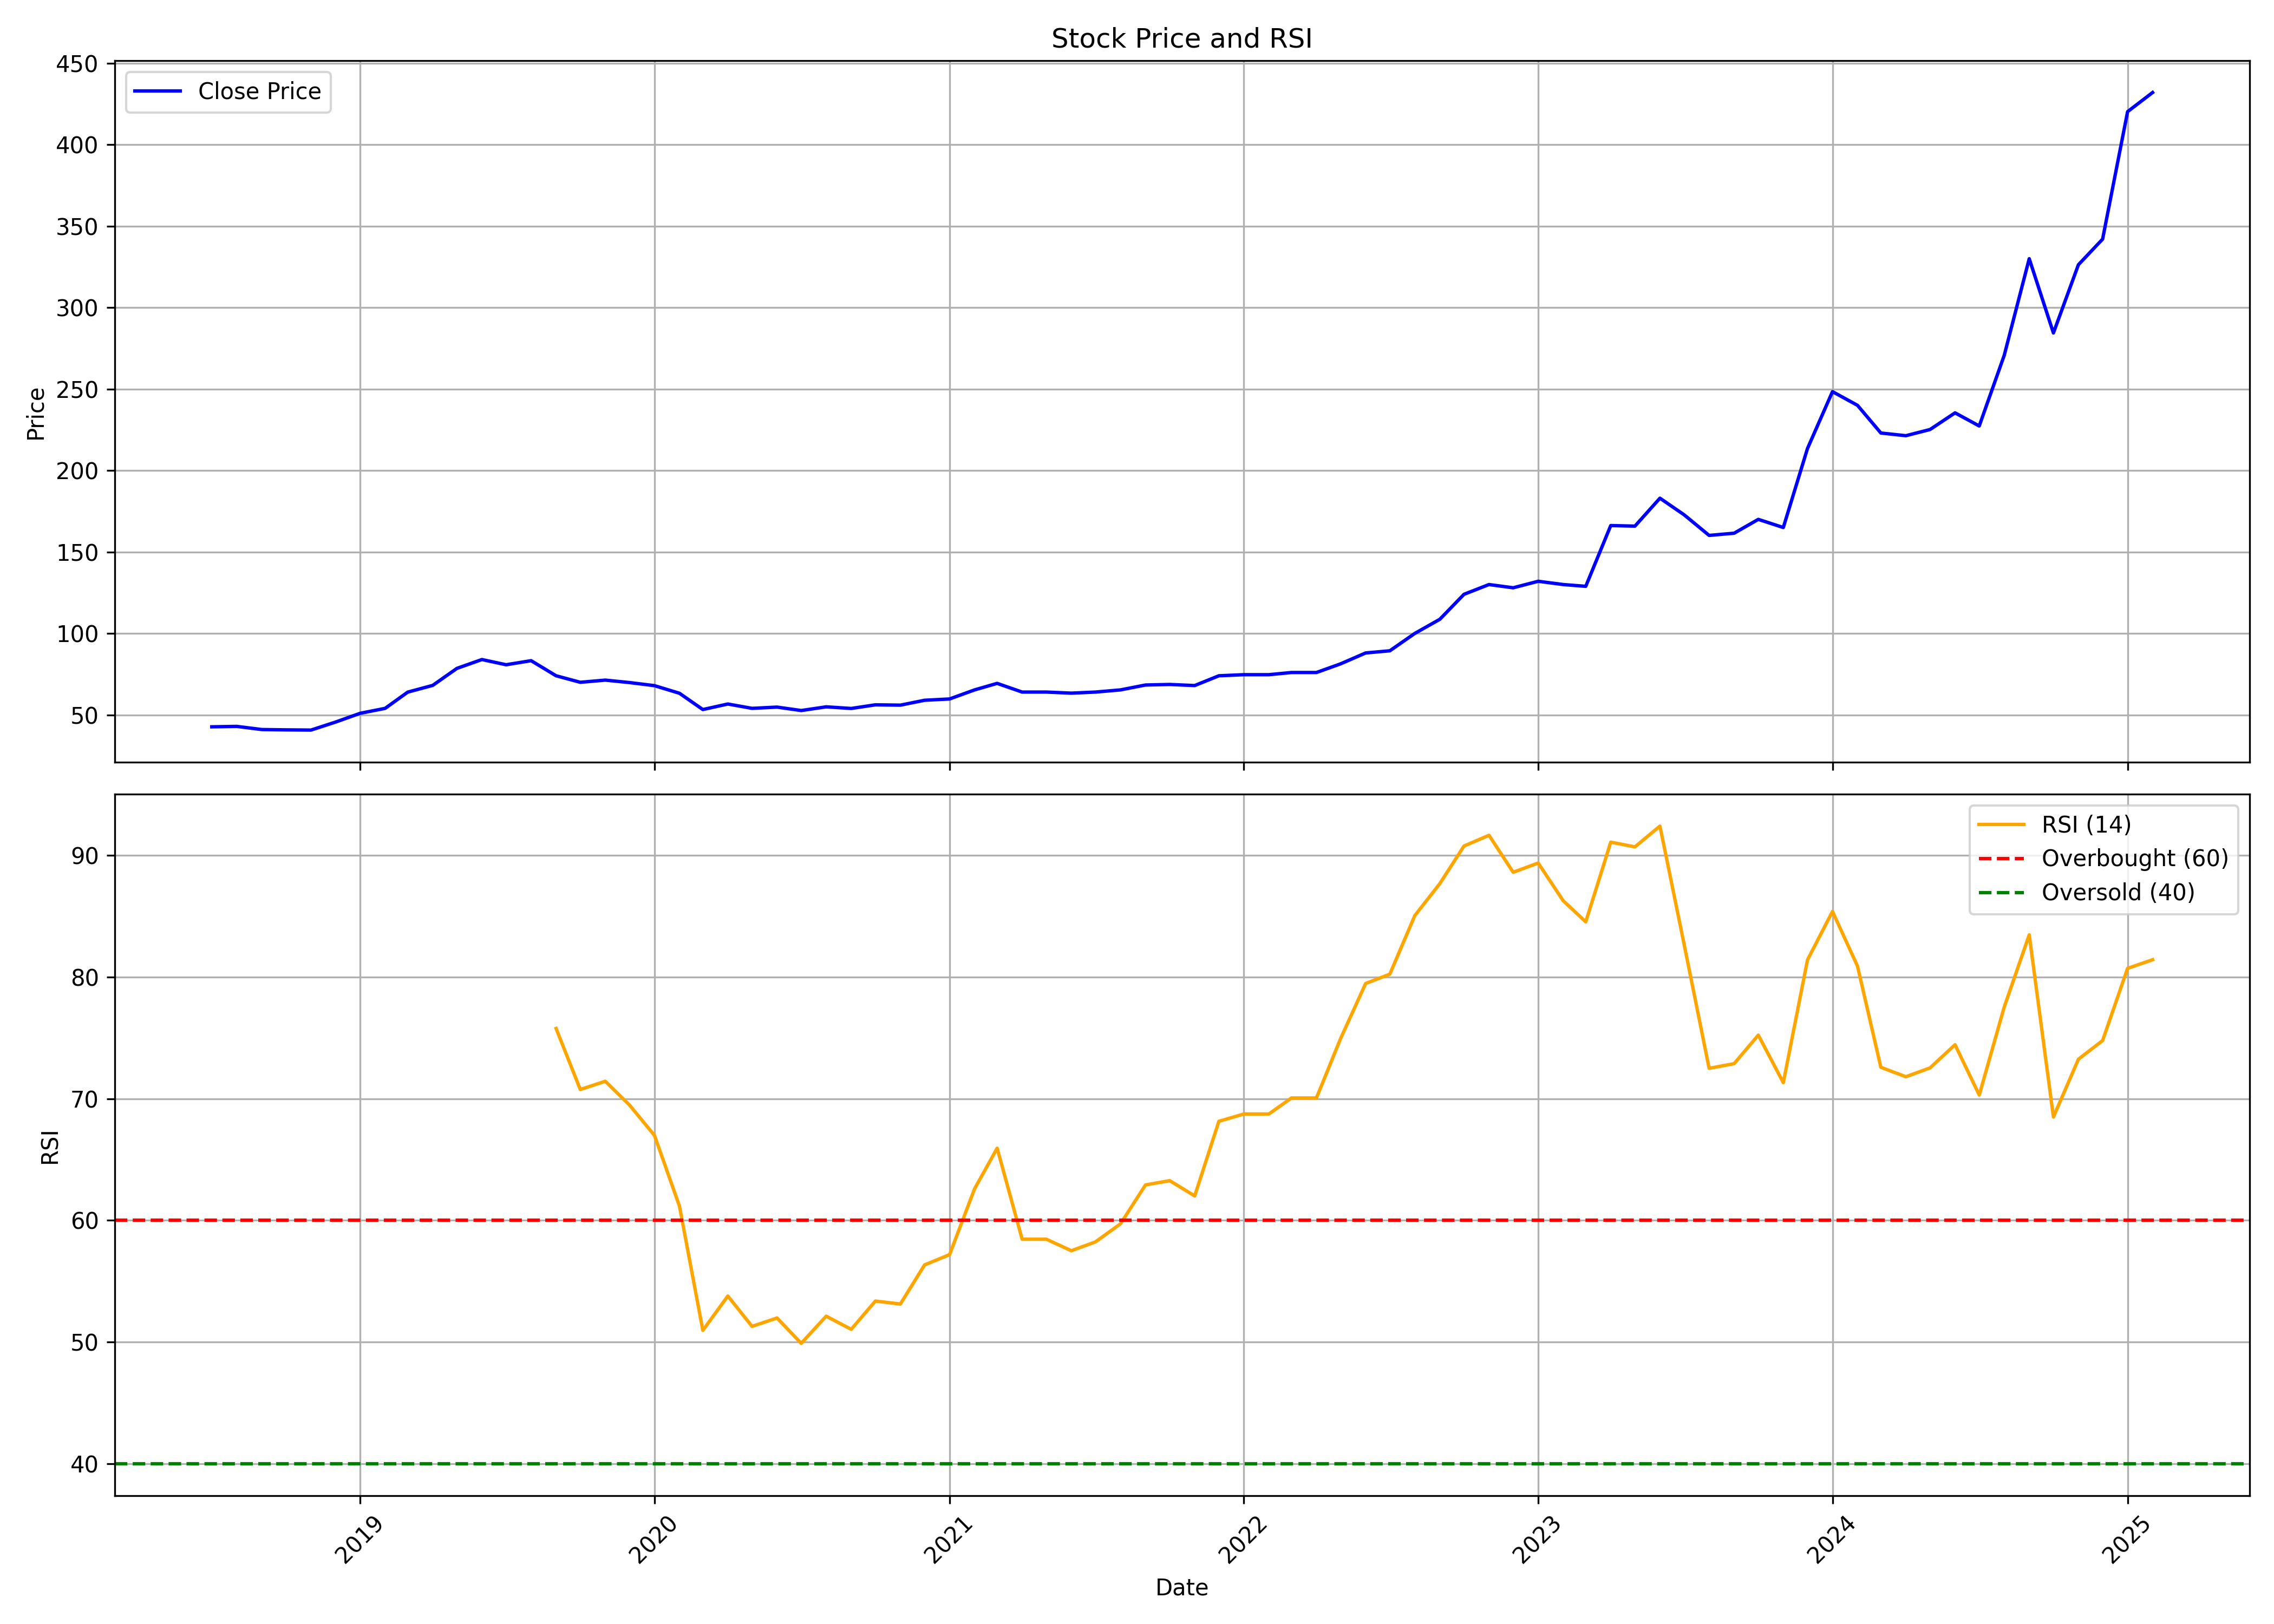 Stock Price and RSI
450
400
350
300
250
200
150
100
50
Price
Close Price
90
80
70
60
50
40
RSI
RSI (14)
Overbought (60)
Oversold (40)
2019
2020
2021
2022
2023
2024
2025
Date